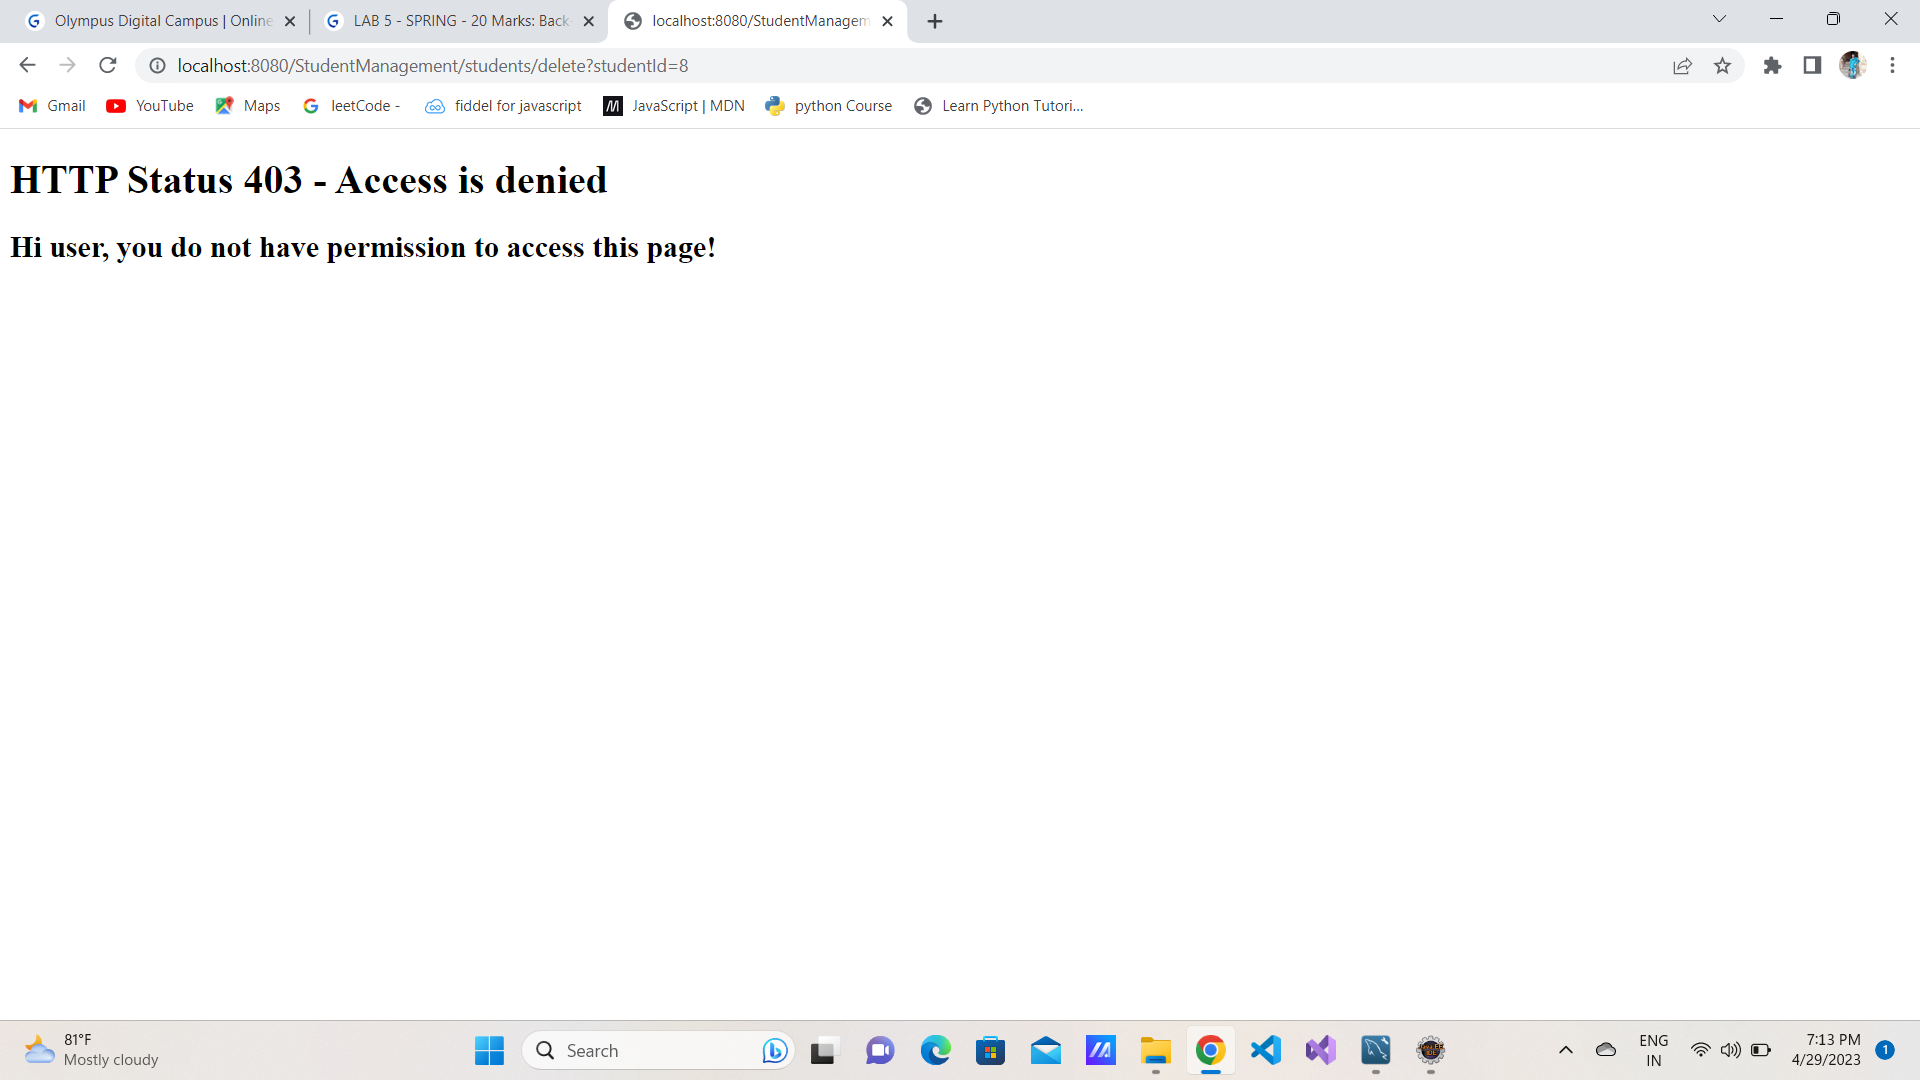 Olympus Digital Campus | Online
LAB 5 - SPRING - 20 Marks: Back
localhost:8080/StudentManagem
localhost:8080/StudentManagement/students/delete?studentId=8
Gmail
YouTube
Maps
leetCode -
fiddel for javascript
JavaScript | MDN
python Course
Learn Python Tutori...
HTTP Status 403 - Access is denied
Hi user, you do not have permission to access this page!
81°F
Mostly cloudy
Search
ENG
IN
7:13 PM
4/29/2023
1